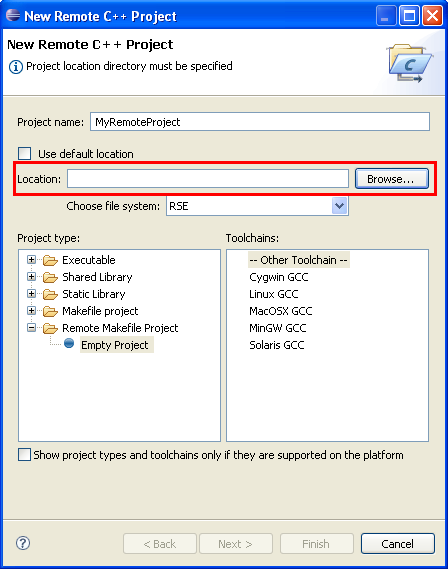 New Remote C++ Project
New Remote C++ Project
Project location directory must be specified
Project name: MyRemoteProject
Use default location
Location: Browse...
Choose file system: RSE
Project type: Toolchains:
Executable
Shared Library
Static Library
Makefile project
Remote Makefile Project
Empty Project
-- Other Toolchain --
Cygwin GCC
Linux GCC
MacOSX GCC
MinGW GCC
Solaris GCC
Show project types and toolchains only if they are supported on the platform
? < Back Next > Finish Cancel